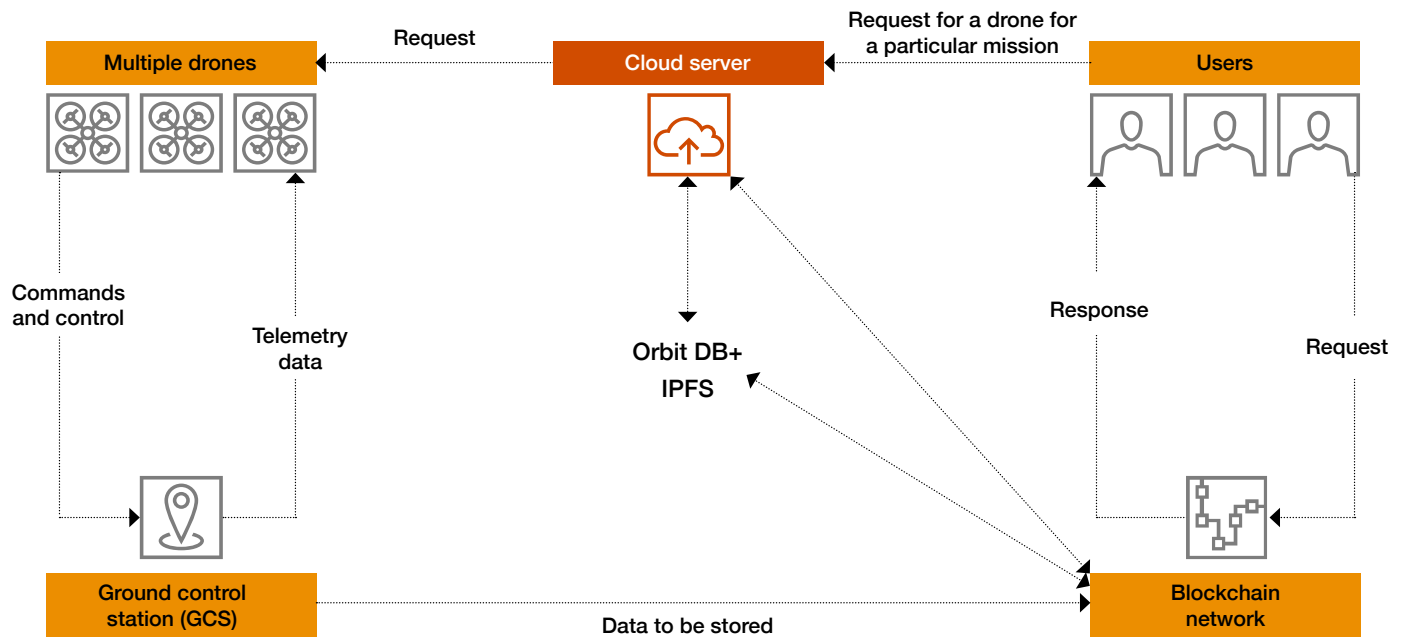 Request for a drone for
a particular mission
Request
Multiple drones
Cloud server
Users
Commands
and control
Telemetry
data
Response
Request
Orbit DB+
IPFS
Ground control
station (GCS)
Data to be stored
Blockchain
network